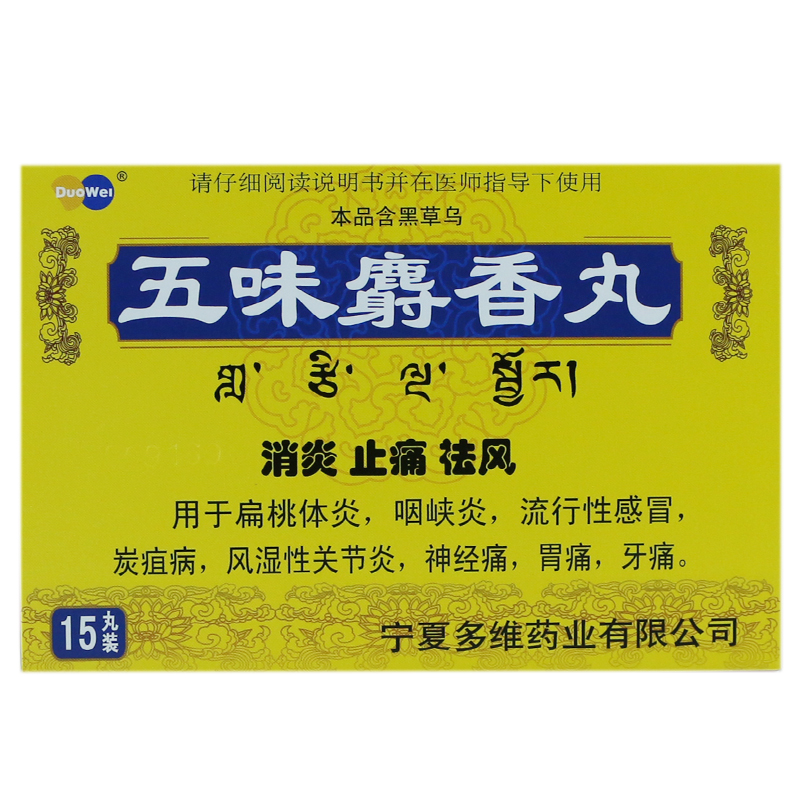 DuoWei®
请仔细阅读说明书并在医师指导下使用
本品含黑草乌
五味麝香丸
消炎 止痛 祛风
用于扁桃体炎，咽峡炎，流行性感冒，
炭疽病，风湿性关节炎，神经痛，胃痛，牙痛。
15丸装
宁夏多维药业有限公司